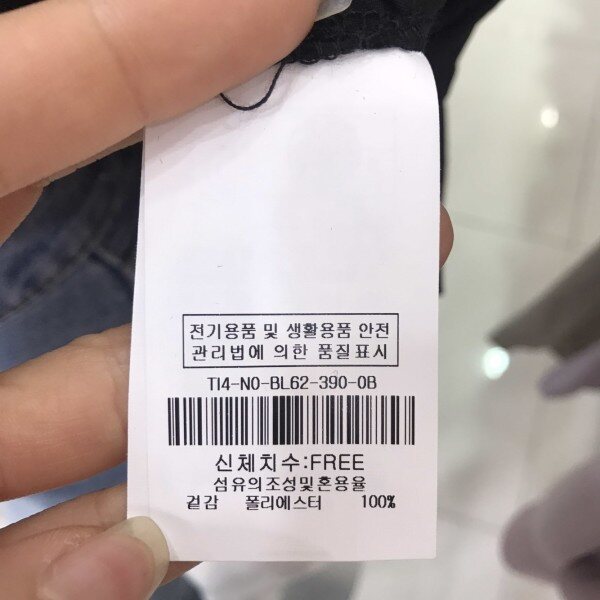 전기용품 및 생활용품 안전
관리법에 의한 품질표시
TI4-NO-BL62-390-0B
신체치수:FREE
섬유의조성및혼용율
겉감 폴리에스터 100%